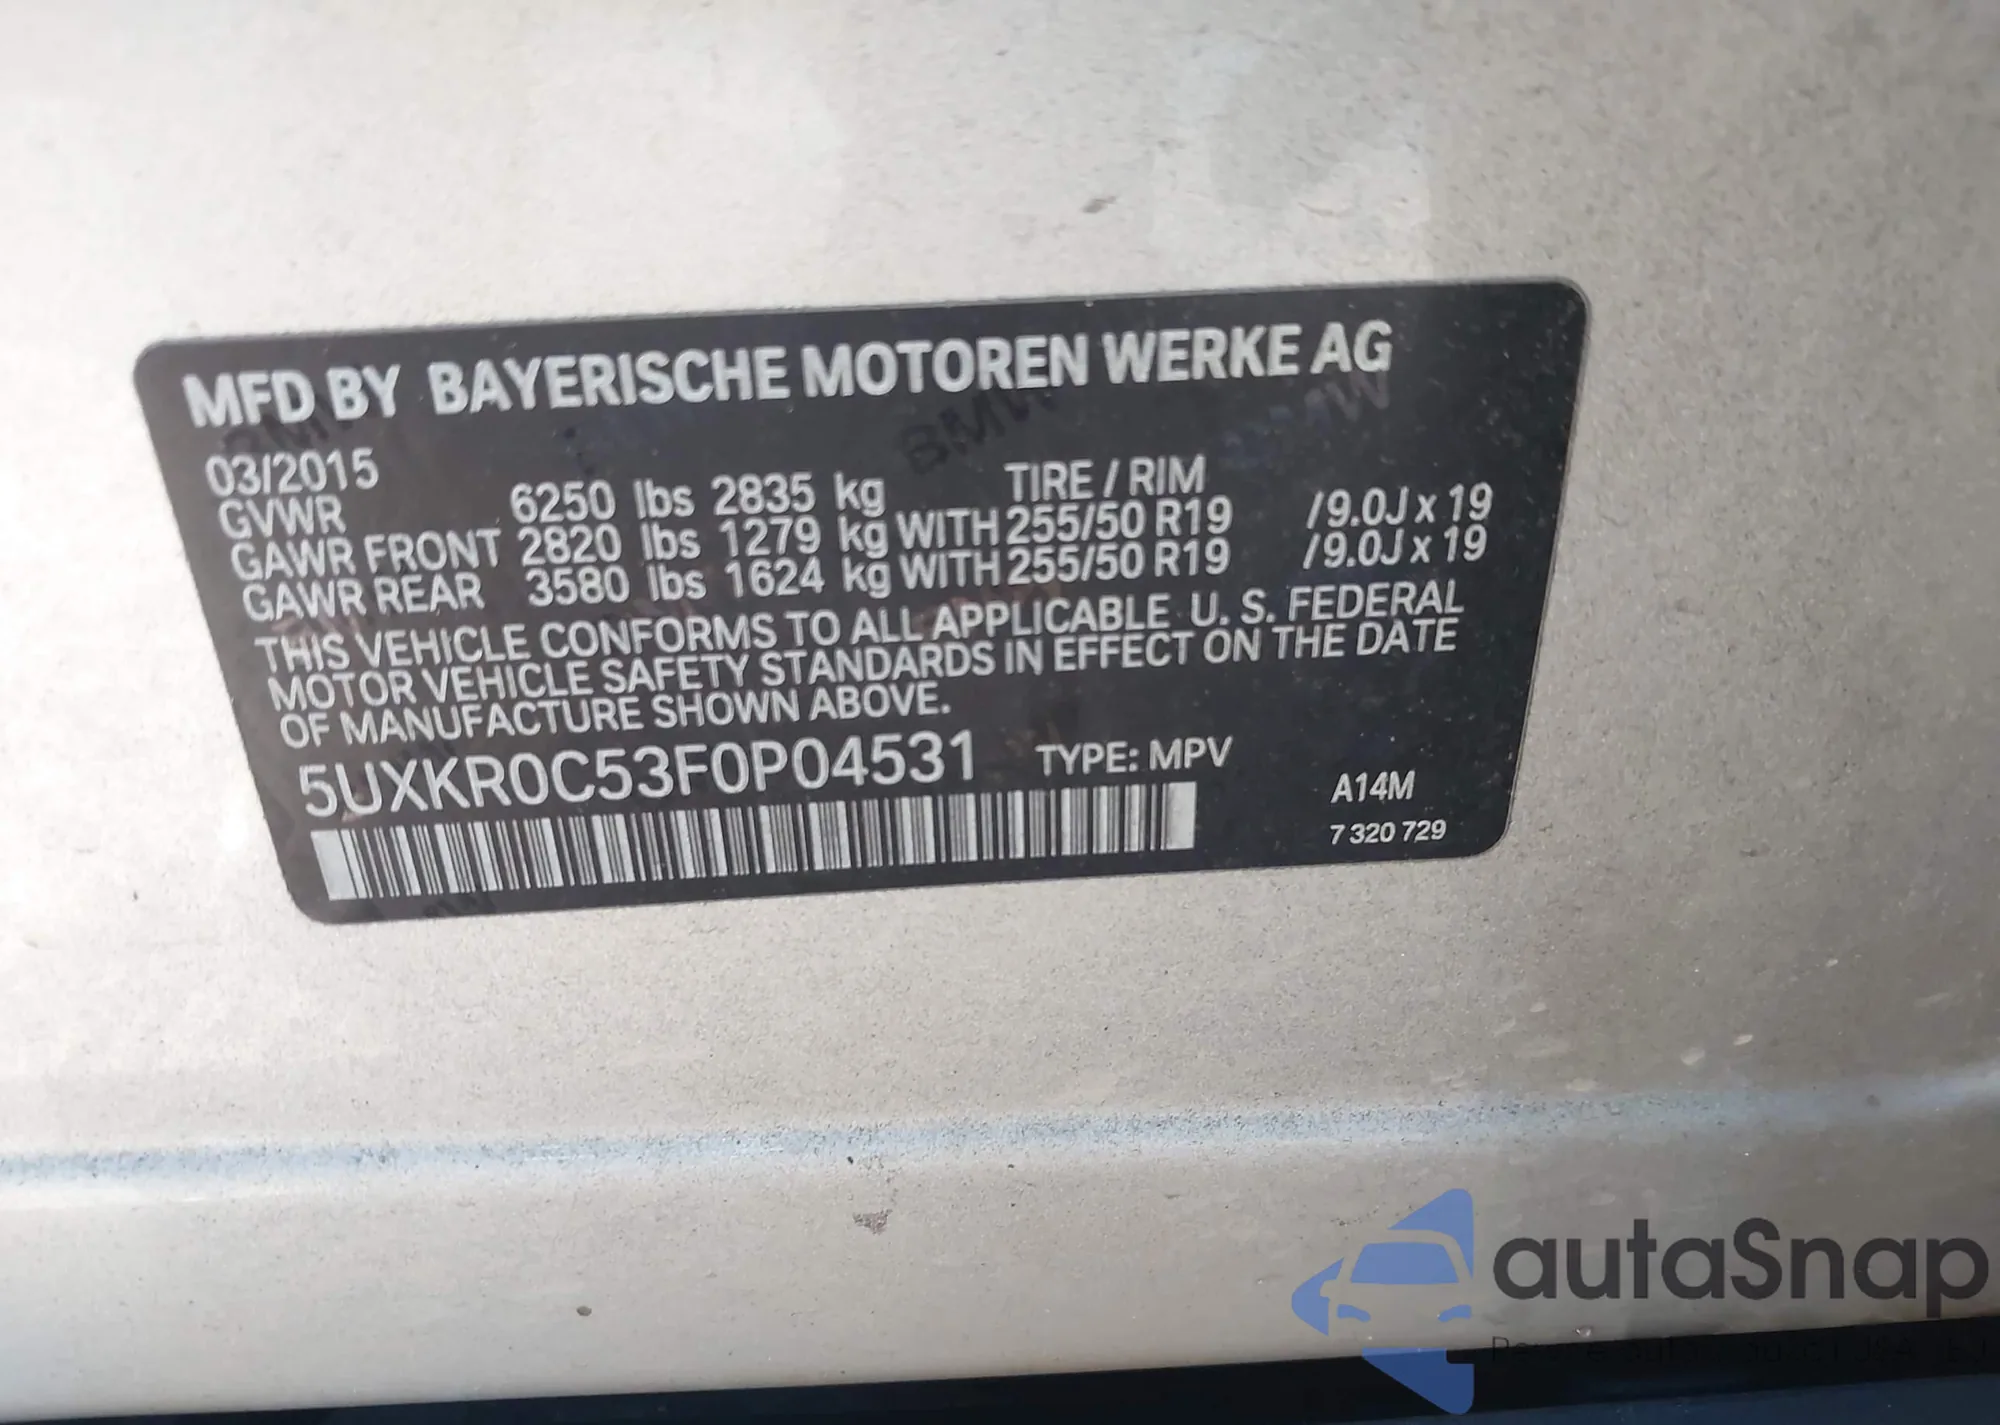 MFD BY BAYERISCHE MOTOREN WERKE AG
03/2015 TIRE / RIM
GVWR 6250 lbs 2835 kg
GAWR FRONT 2820 lbs 1279 kg WITH 255/50 R19 /9.0J x 19
GAWR REAR 3580 lbs 1624 kg WITH 255/50 R19 /9.0J x 19
THIS VEHICLE CONFORMS TO ALL APPLICABLE U. S. FEDERAL
MOTOR VEHICLE SAFETY STANDARDS IN EFFECT ON THE DATE
OF MANUFACTURE SHOWN ABOVE.
5UXKR0C53F0P04531 TYPE: MPV
A14M
7 320 729
autaSnap